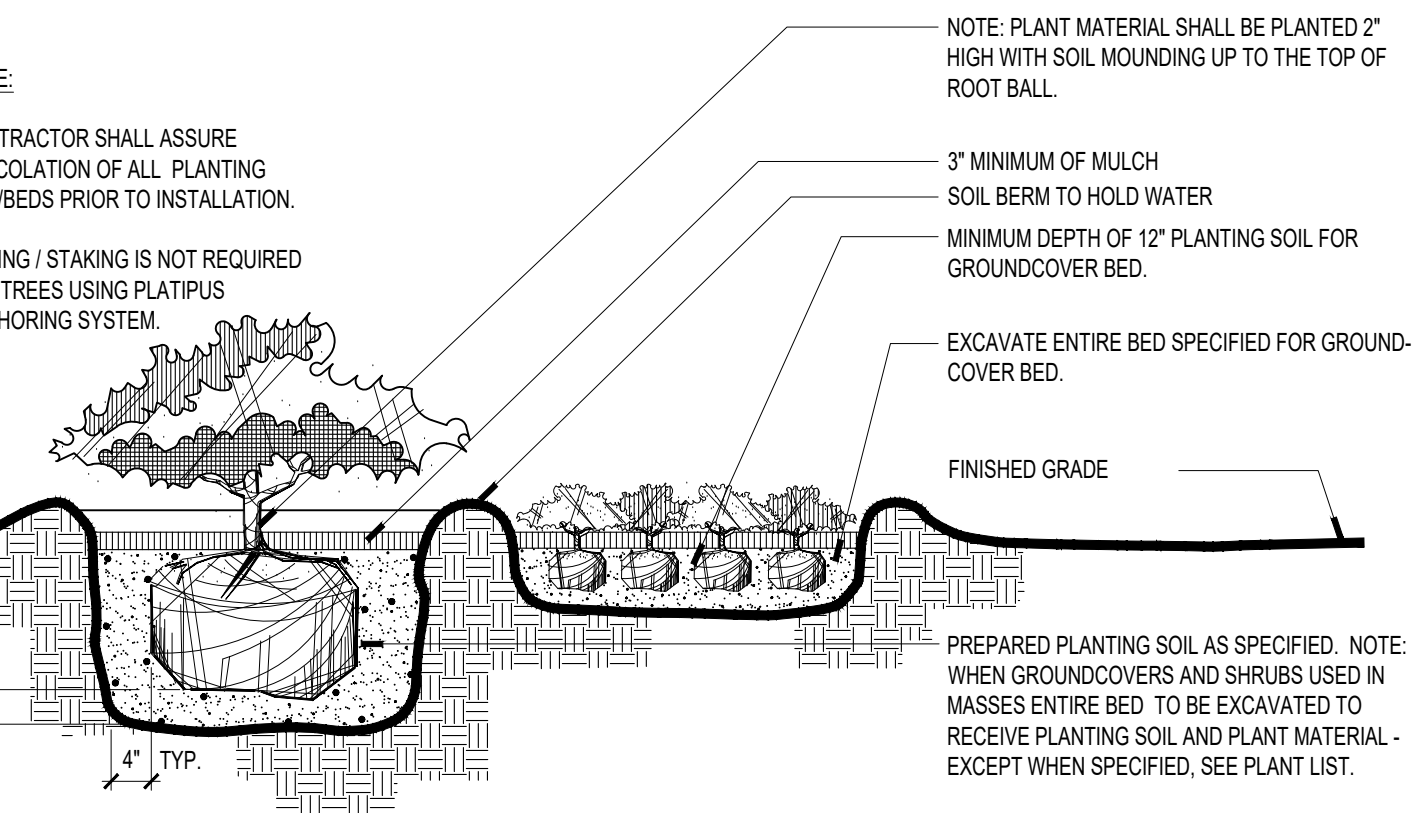 E:
TRACTOR SHALL ASSURE
COLATION OF ALL PLANTING
/BEDS PRIOR TO INSTALLATION.
ING / STAKING IS NOT REQUIRED
TREES USING PLATIPUS
HORING SYSTEM.
NOTE: PLANT MATERIAL SHALL BE PLANTED 2"
HIGH WITH SOIL MOUNDING UP TO THE TOP OF
ROOT BALL.
3" MINIMUM OF MULCH
SOIL BERM TO HOLD WATER
MINIMUM DEPTH OF 12" PLANTING SOIL FOR
GROUNDCOVER BED.
EXCAVATE ENTIRE BED SPECIFIED FOR GROUND-
COVER BED.
FINISHED GRADE
PREPARED PLANTING SOIL AS SPECIFIED. NOTE:
WHEN GROUNDCOVERS AND SHRUBS USED IN
MASSES ENTIRE BED TO BE EXCAVATED TO
RECEIVE PLANTING SOIL AND PLANT MATERIAL -
EXCEPT WHEN SPECIFIED, SEE PLANT LIST.
4" TYP.